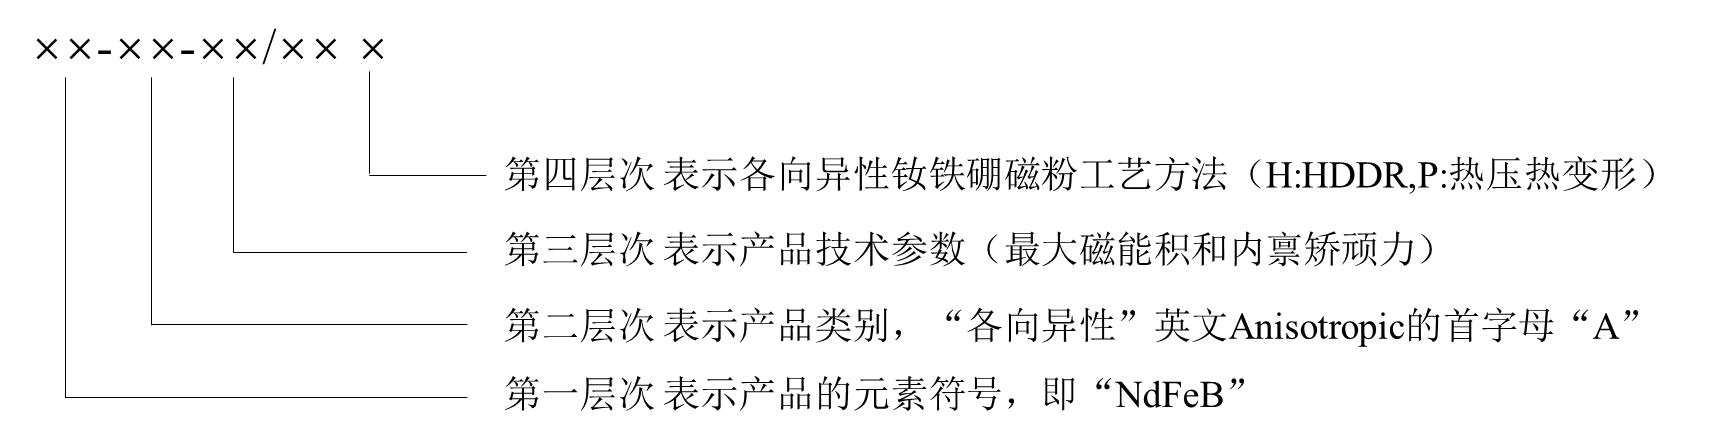 ××-××-××/×× ×
第四层次 表示各向异性钕铁硼磁粉工艺方法（H:HDDR,P:热压热变形）
第三层次 表示产品技术参数（最大磁能积和内禀矫顽力）
第二层次 表示产品类别，“各向异性”英文Anisotropic的首字母“A”
第一层次 表示产品的元素符号，即“NdFeB”